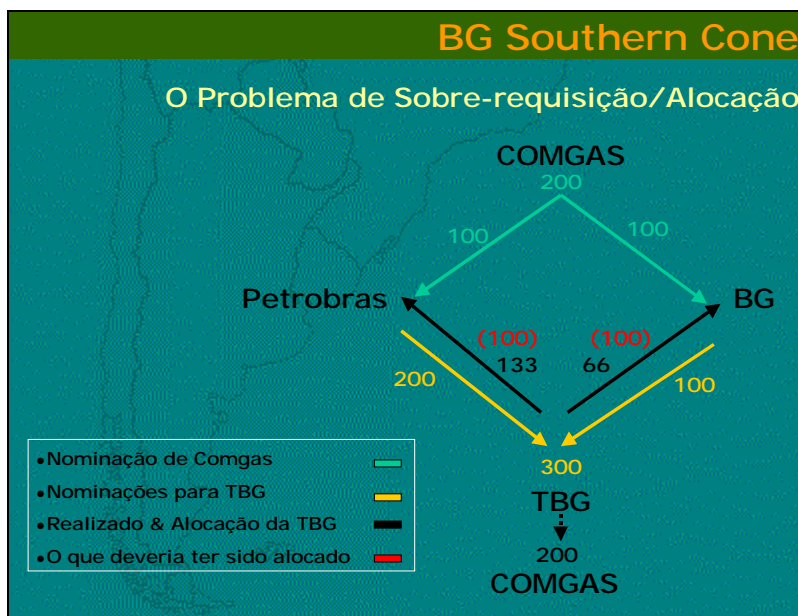 BG Southern Cone
O Problema de Sobre-requisição/Alocação
COMGAS
200
100 100
Petrobras BG
(100) (100)
133 66
200 100
300
TBG
200
COMGAS
•Nominação de Comgas
•Nominações para TBG
•Realizado & Alocação da TBG
•O que deveria ter sido alocado